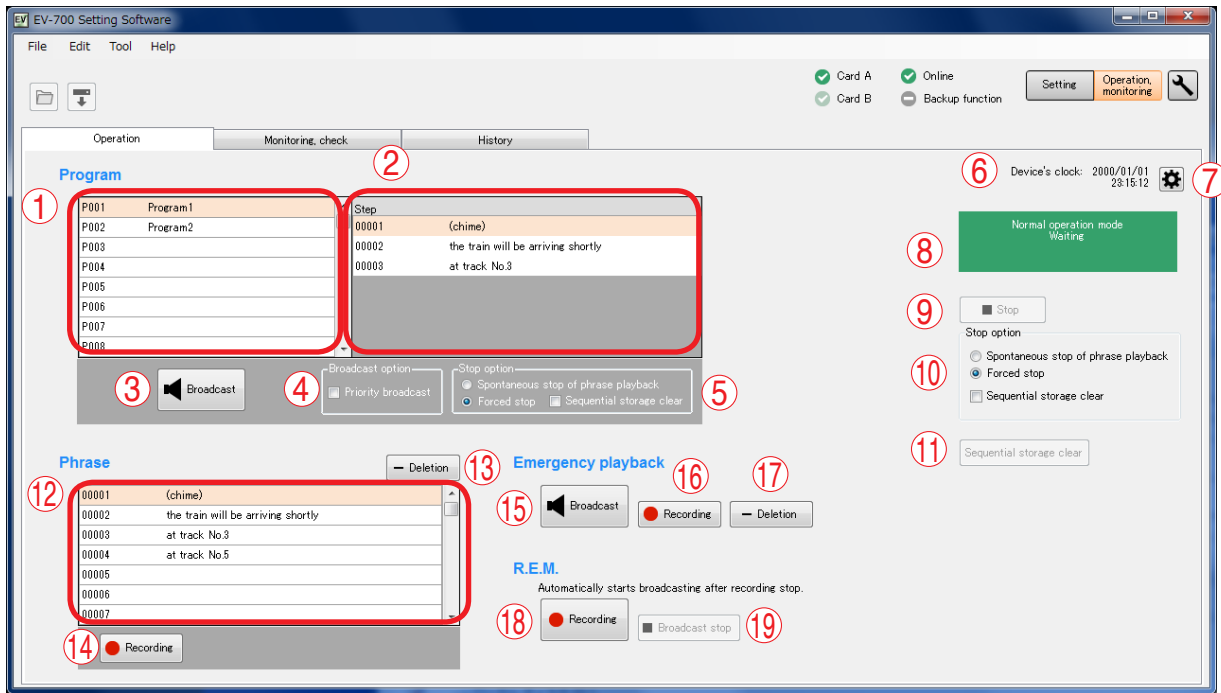 EV EV-700 Setting Software
File Edit Tool Help
Card A Online
Card B Backup function
Setting
Operation, monitoring
Operation Monitoring, check History
②
Program
⑥ Device's clock: 2000/01/01
23:15:12
⑦
①
P001 Program1
P002 Program2
P003
P004
P005
P006
P007
P008
Step
00001 (chime)
00002 the train will be arriving shortly
00003 at track No.3
⑧
Normal operation mode
Waiting
⑨ Stop
Stop option
⑩
Spontaneous stop of phrase playback
Forced stop
Sequential storage clear
③ Broadcast
④ Broadcast option
Priority broadcast
Stop option
Spontaneous stop of phrase playback
Forced stop Sequential storage clear
⑤
⑪ Sequential storage clear
Phrase
Deletion ⑬
⑫
00001 (chime)
00002 the train will be arriving shortly
00003 at track No.3
00004 at track No.5
00005
00006
00007
⑭ Recording
Emergency playback
⑯ ⑰
⑮ Broadcast Recording Deletion
R.E.M.
Automatically starts broadcasting after recording stop.
⑱ Recording Broadcast stop ⑲